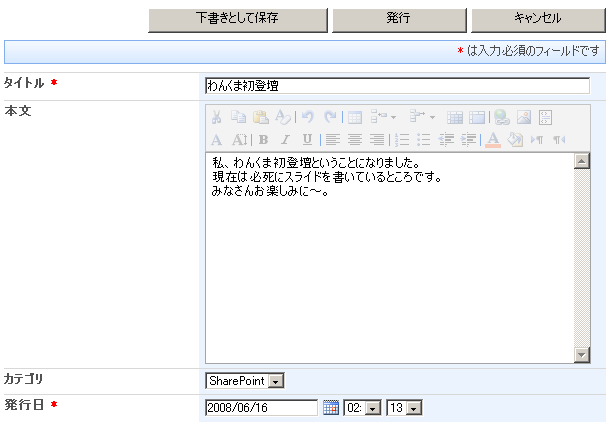 下書きとして保存 発行 キャンセル
* は入力必須のフィールドです
タイトル * わんくま初登壇
本文
A A B I U A
私、わんくま初登壇ということになりました。
現在は必死にスライドを書いているところです。
みなさんお楽しみに～。
カテゴリ SharePoint
発行日 * 2008/06/16 02: 13